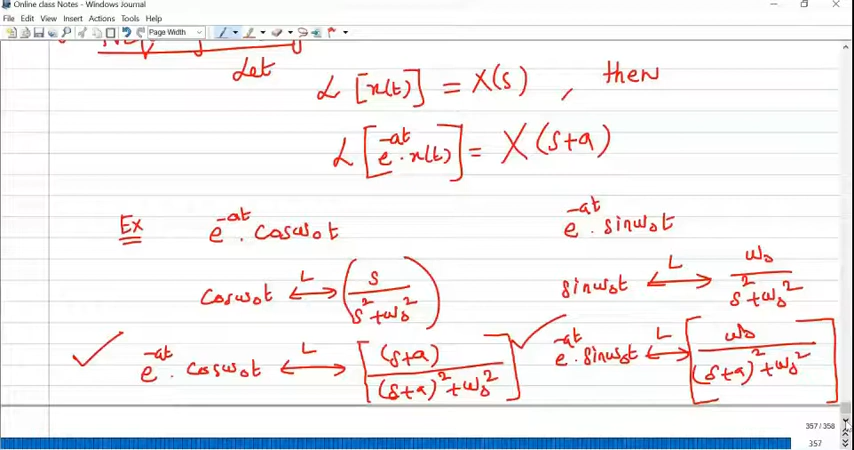 Online class Notes - Windows Journal
File Edit View Insert Actions Tools Help
Page Width
Let
L [x(t)] = X(s) , then
L [e^{-at}. x(t)] = X (s+a)
Ex e^{-at}. cosω₀t e^{-at}. sinω₀t
cosω₀t ⟷^{L} (s / (s² + ω₀²)) sinω₀t ⟷^{L} ω₀ / (s² + ω₀²)
✓ e^{-at}. cosω₀t ⟷^{L} [(s+a) / ((s+a)² + ω₀²)] ✓ e^{-at}. sinω₀t ⟷^{L} [ω₀ / ((s+a)² + ω₀²)]
357 / 358
357